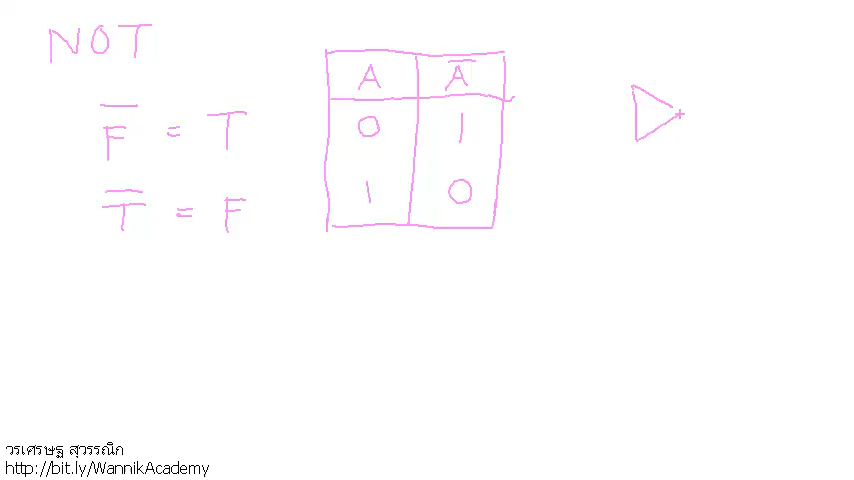 NOT
F̅ = T
T̅ = F
A A̅
0 1
1 0
วรเศรษฐ สุวรรณิก
http://bit.ly/WannikAcademy